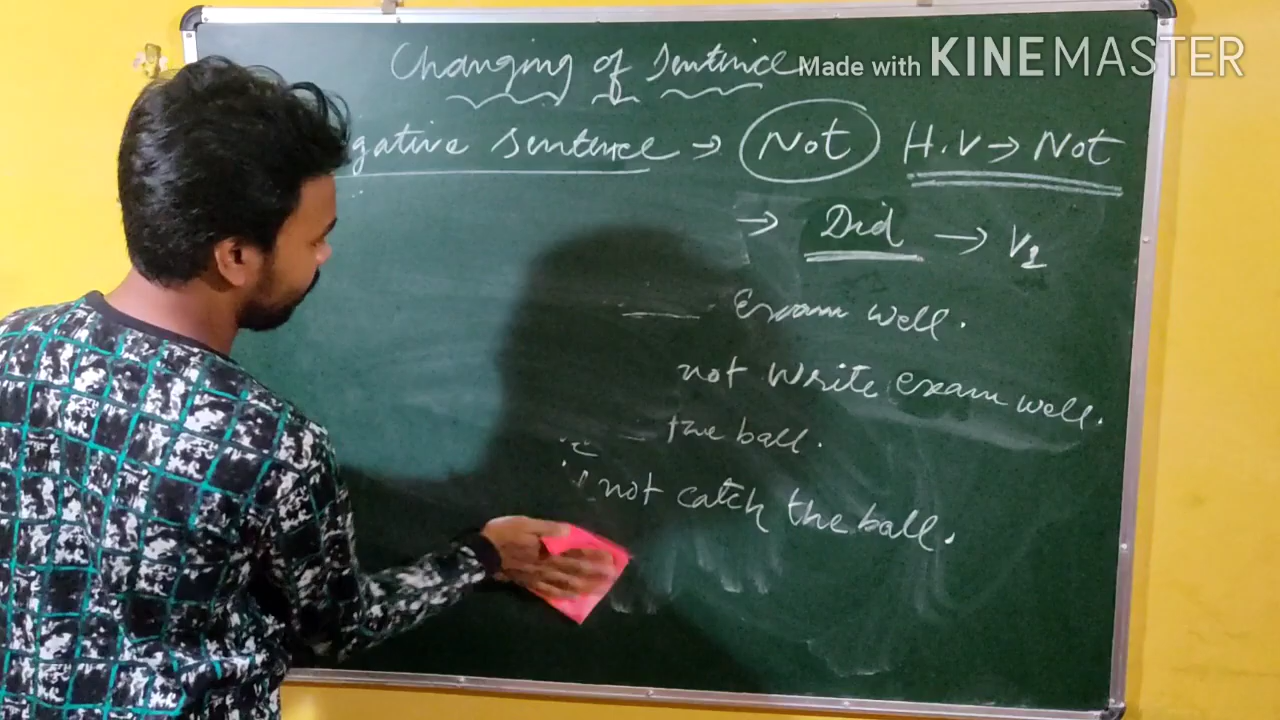 Changing of Sentence
Made with KINEMASTER
gative sentence → Not H.V → Not
→ Did → V1
Exam well.
not write exam well.
the ball.
not catch the ball.